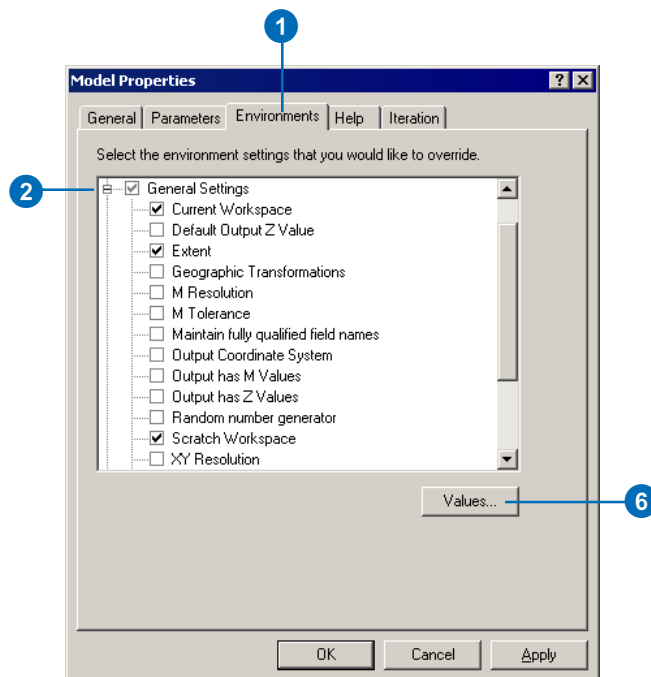 1
Model Properties
General Parameters Environments Help Iteration
Select the environment settings that you would like to override.
2
General Settings
Current Workspace
Default Output Z Value
Extent
Geographic Transformations
M Resolution
M Tolerance
Maintain fully qualified field names
Output Coordinate System
Output has M Values
Output has Z Values
Random number generator
Scratch Workspace
XY Resolution
Values...
6
OK Cancel Apply